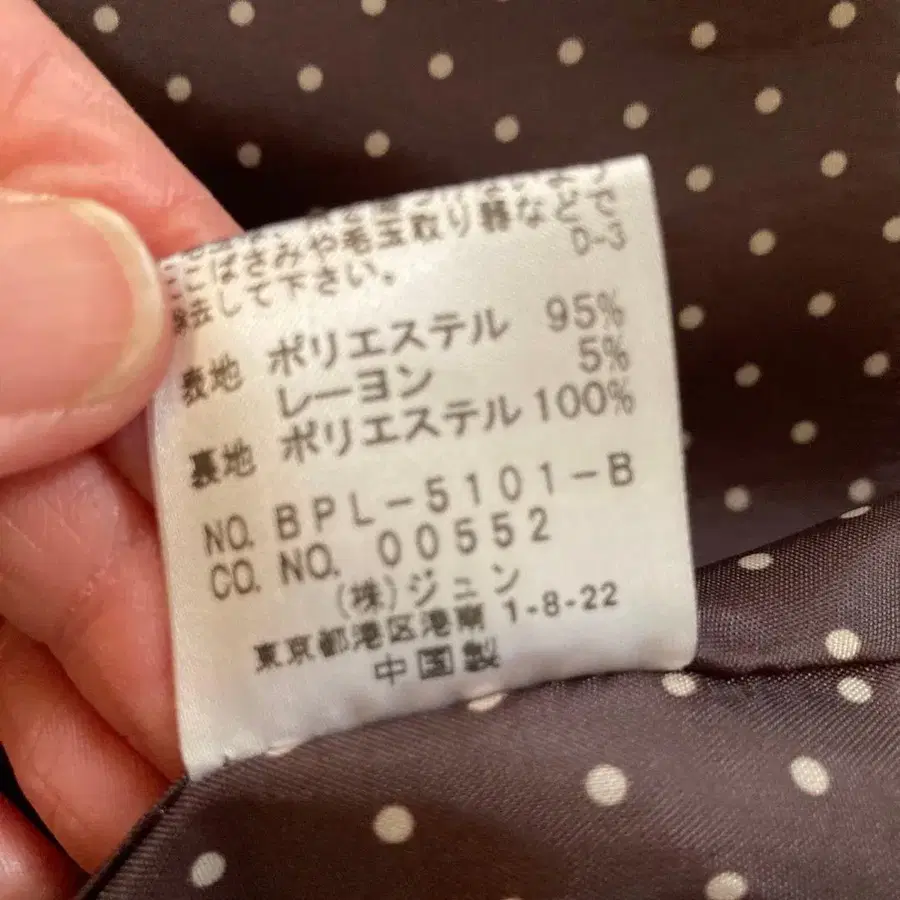 こばさみや毛玉取り器などで
除去して下さい。 D-3
表地 ポリエステル 95%
レーヨン 5%
裏地 ポリエステル 100%
NO. BPL-5101-B
CO. NO. 00552
(株)ジュン
東京都港区港南 1-8-22
中国製